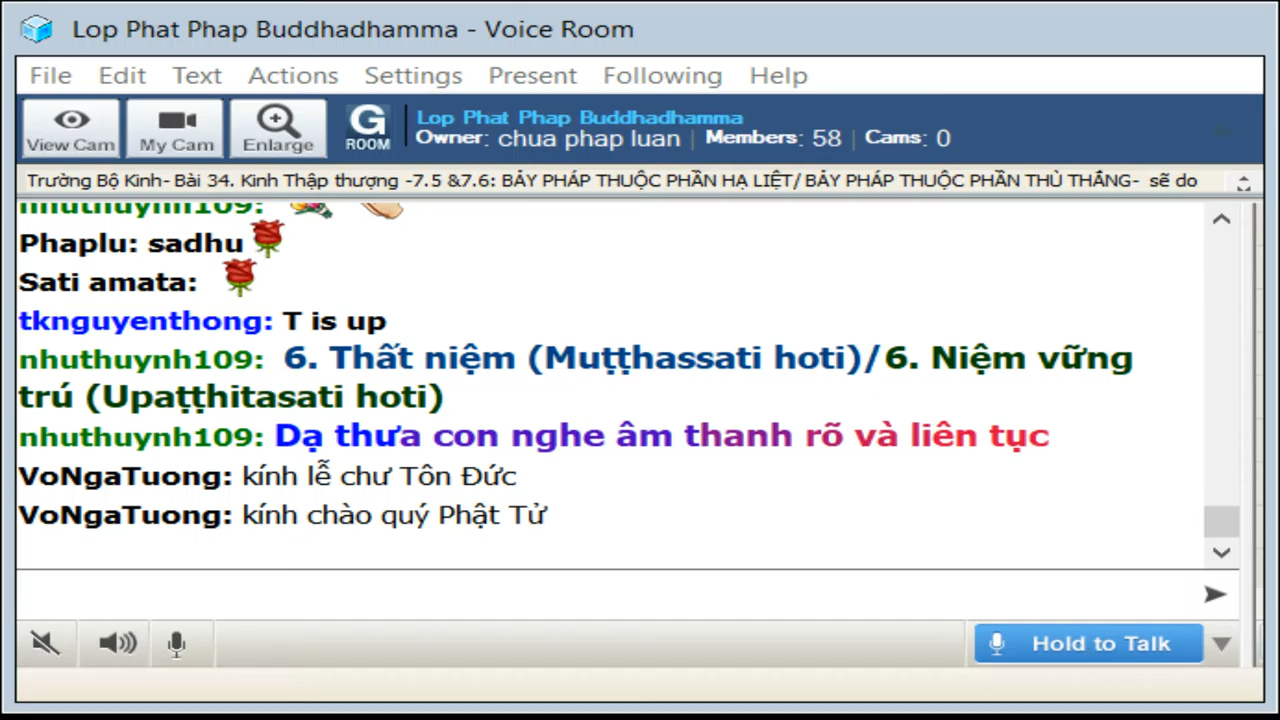 Lop Phat Phap Buddhadhamma - Voice Room
File Edit Text Actions Settings Present Following Help
View Cam My Cam Enlarge G ROOM
Lop Phat Phap Buddhadhamma
Owner: chua phap luan | Members: 58 | Cams: 0
Trường Bộ Kinh- Bài 34. Kinh Thập thượng -7.5 &7.6: BẢY PHÁP THUỘC PHẦN HẠ LIỆT/ BẢY PHÁP THUỘC PHẦN THÙ THẮNG- sẽ do
nhuthuynh109:
Phaplu: sadhu
Sati amata:
tknguyenthong: T is up
nhuthuynh109: 6. Thất niệm (Muṭṭhassati hoti)/6. Niệm vững
trú (Upaṭṭhitasati hoti)
nhuthuynh109: Dạ thưa con nghe âm thanh rõ và liên tục
VoNgaTuong: kính lễ chư Tôn Đức
VoNgaTuong: kính chào quý Phật Tử
Hold to Talk